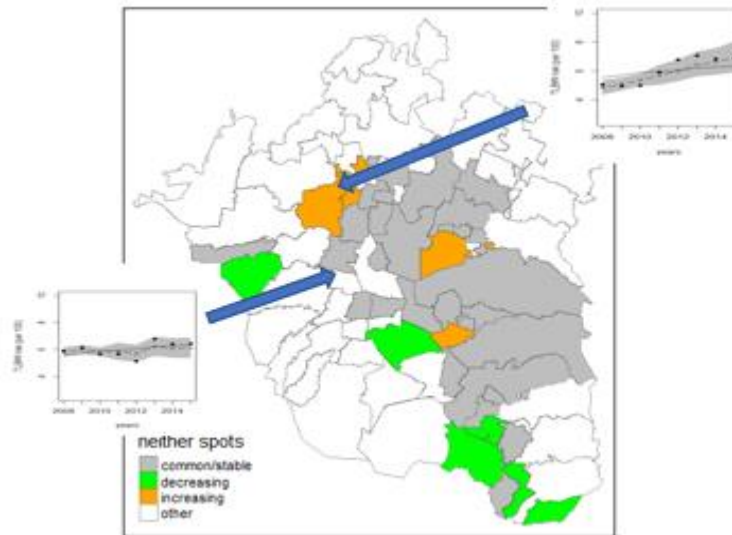 2008
2010
2012
2014
years
2008
2010
2012
2014
years
neither spots
common/stable
decreasing
increasing
other